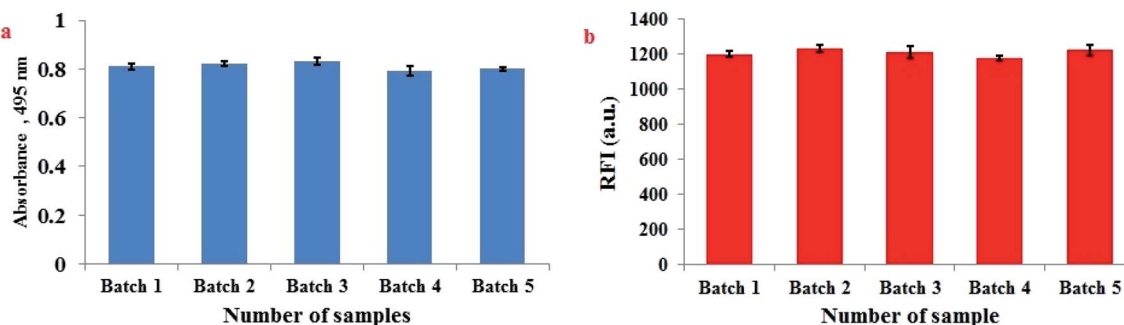 a
Absorbance , 495 nm
1
0.8
0.6
0.4
0.2
0
Batch 1 Batch 2 Batch 3 Batch 4 Batch 5
Number of samples
b
RFI (a.u.)
1400
1200
1000
800
600
400
200
0
Batch 1 Batch 2 Batch 3 Batch 4 Batch 5
Number of sample